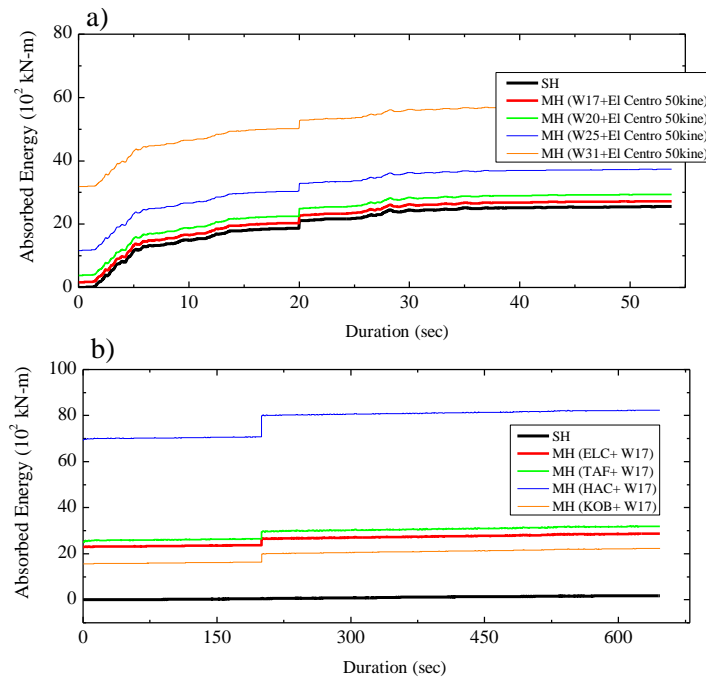 a)
Absorbed Energy (10² kN-m)
80
60
40
20
0
SH
MH (W17+El Centro 50kine)
MH (W20+El Centro 50kine)
MH (W25+El Centro 50kine)
MH (W31+El Centro 50kine)
0 10 20 30 40 50
Duration (sec)
b)
Absorbed Energy (10² kN-m)
100
80
60
40
20
0
SH
MH (ELC+ W17)
MH (TAF+ W17)
MH (HAC+ W17)
MH (KOB+ W17)
0 150 300 450 600
Duration (sec)